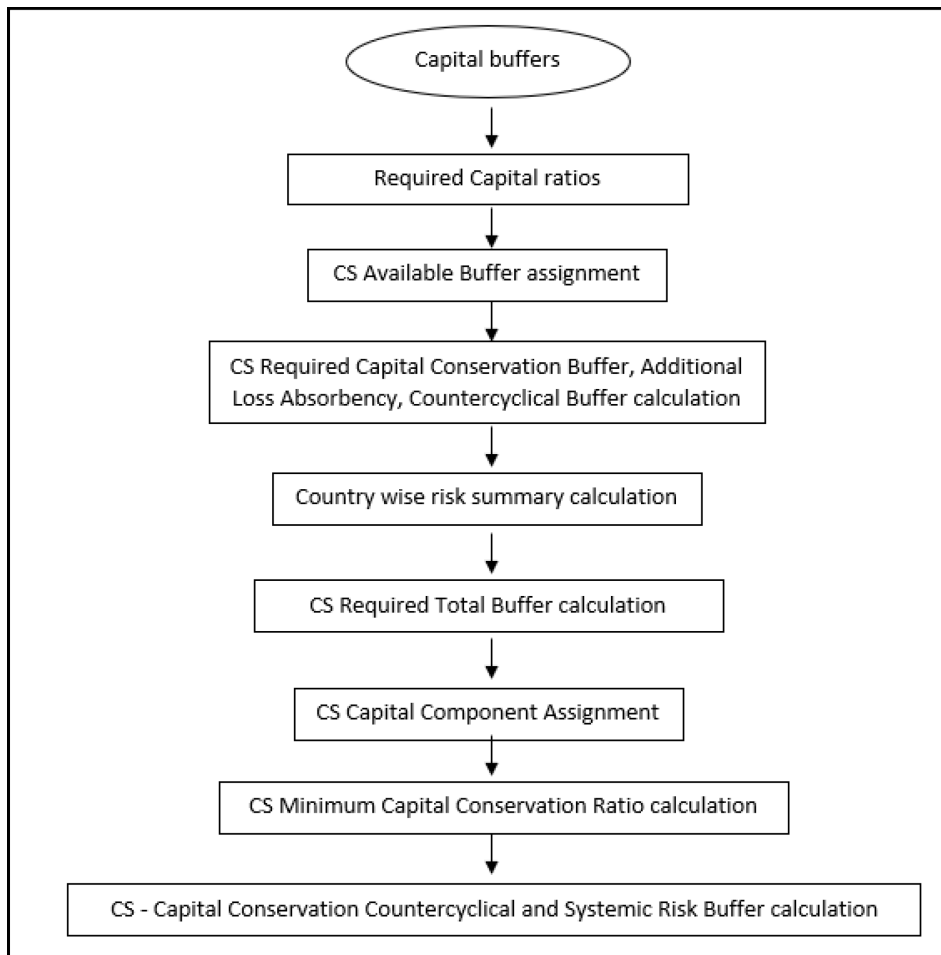 Capital buffers
Required Capital ratios
CS Available Buffer assignment
CS Required Capital Conservation Buffer, Additional
Loss Absorbency, Countercyclical Buffer calculation
Country wise risk summary calculation
CS Required Total Buffer calculation
CS Capital Component Assignment
CS Minimum Capital Conservation Ratio calculation
CS - Capital Conservation Countercyclical and Systemic Risk Buffer calculation